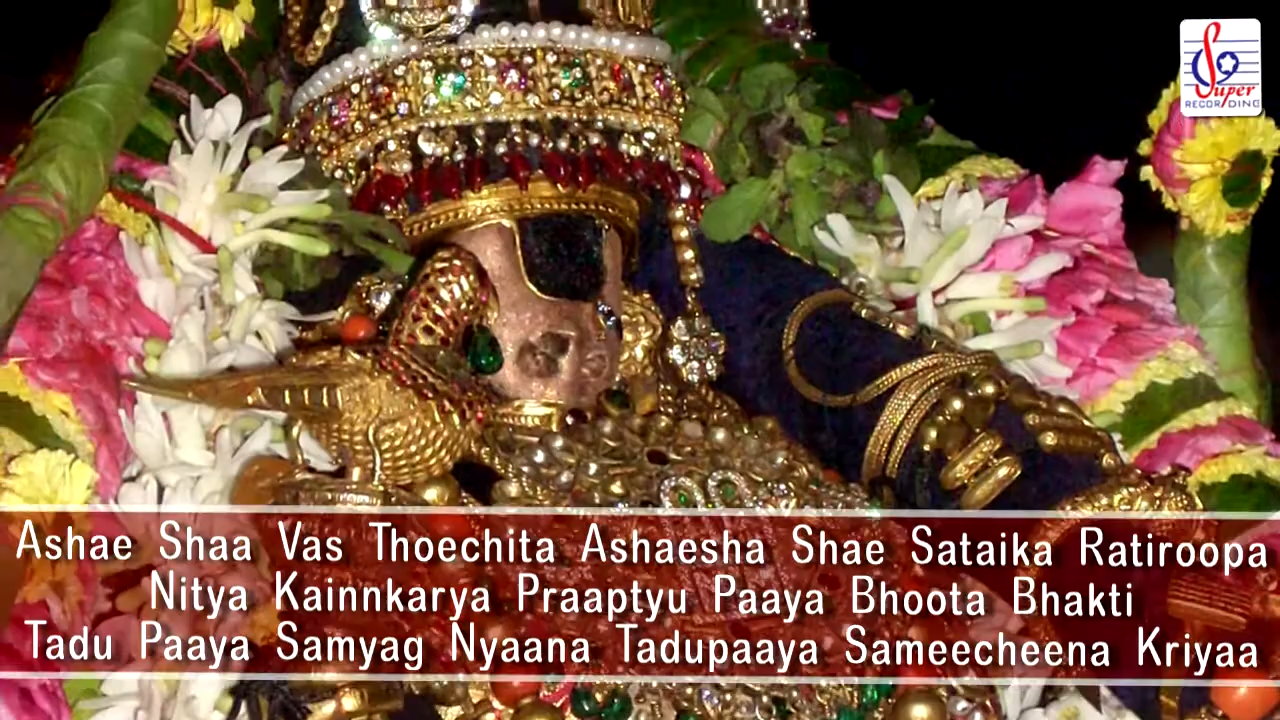 Super
RECORDING
Ashae Shaa Vas Thoechita Ashaesha Shae Sataika Ratiroopa
Nitya Kainnkarya Praaptyu Paaya Bhoota Bhakti
Tadu Paaya Samyag Nyaana Tadupaaya Sameecheena Kriyaa